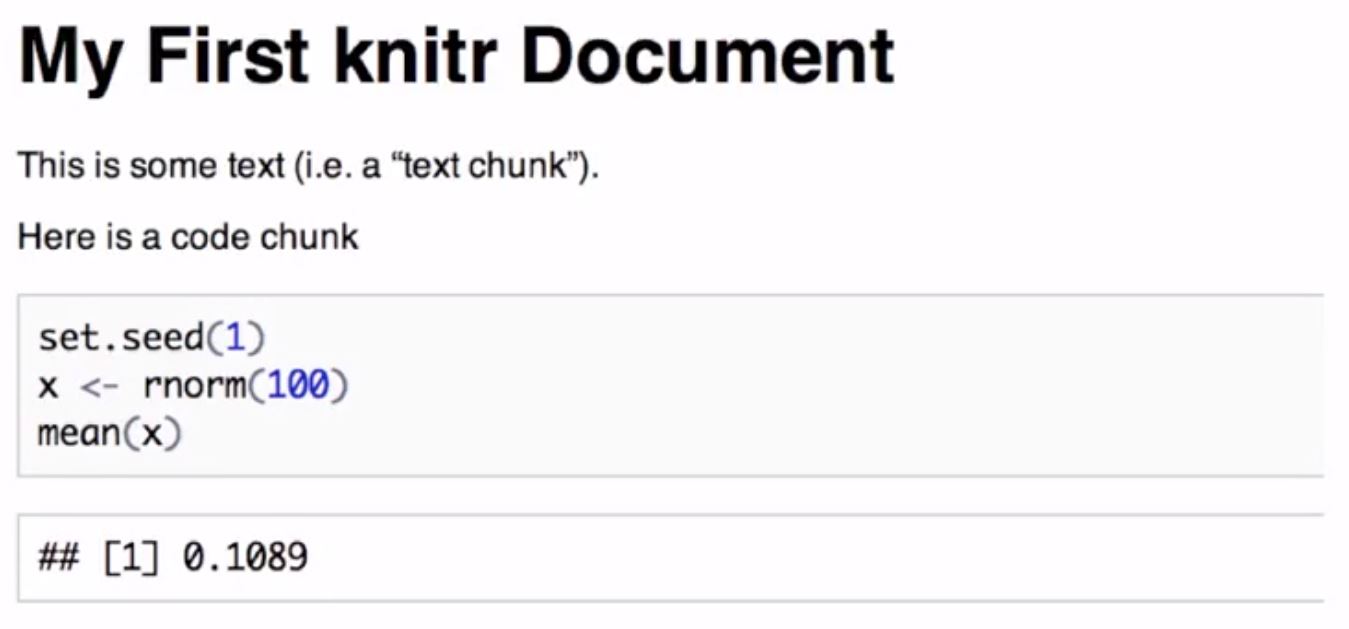 My First knitr Document
This is some text (i.e. a “text chunk”).
Here is a code chunk
set.seed(1)
x <- rnorm(100)
mean(x)
## [1] 0.1089